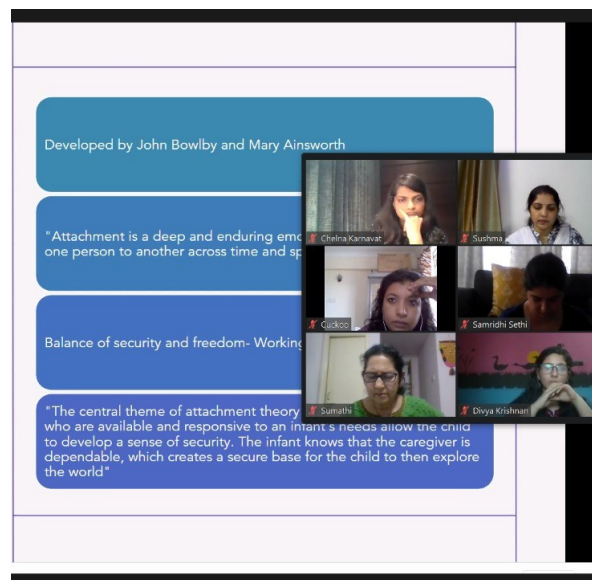 Developed by John Bowlby and Mary Ainsworth
"Attachment is a deep and enduring
one person to another across time and
Balance of security and freedom- Working
"The central theme of attachment theory
who are available and responsive to an infant's needs allow the child
to develop a sense of security. The infant knows that the caregiver is
dependable, which creates a secure base for the child to then explore
the world"
Chelna Karnavat
Sushma
Cuckoo
Samridhi Sethi
Sumathi
Divya Krishnan